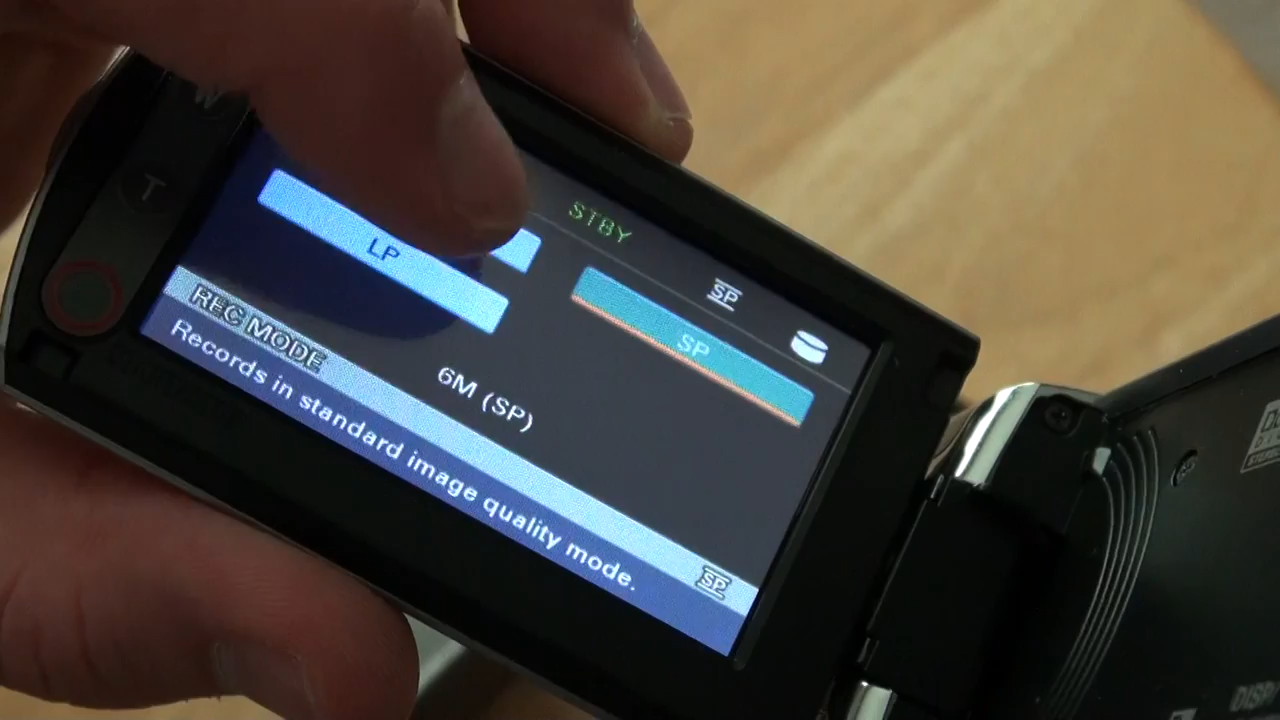 W
T
STBY
SP
LP
SP
REC MODE
6M (SP)
Records in standard image quality mode.
SP